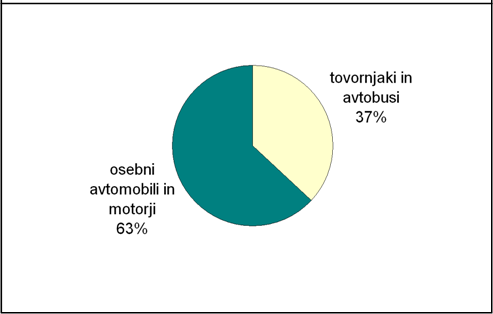 tovornjaki in
avtobusi
37%
osebni
avtomobili in
motorji
63%